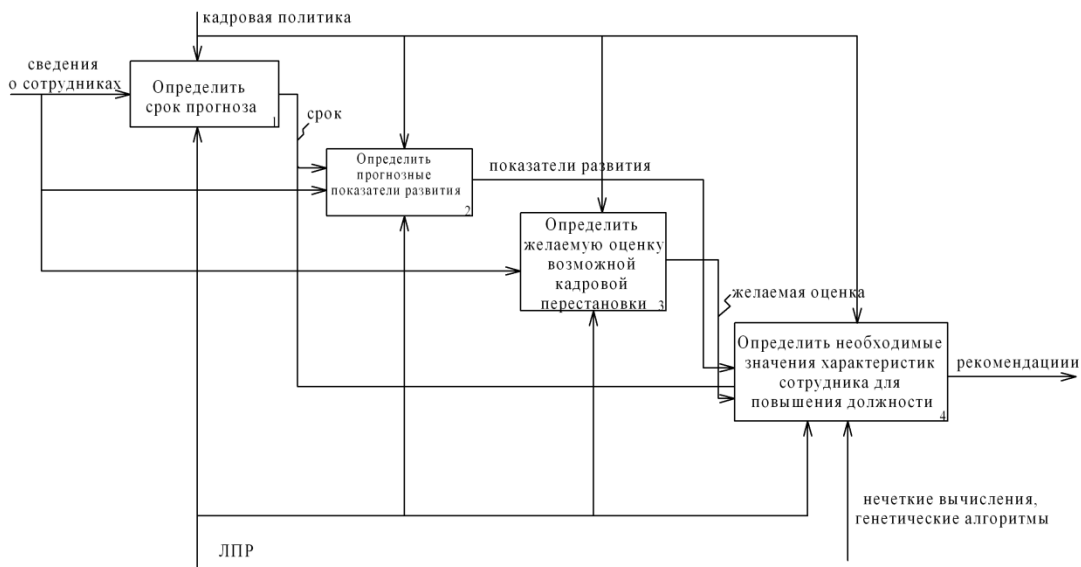 кадровая политика
сведения
о сотрудниках
Определить
срок прогноза
1
срок
Определить
прогнозные
показатели развития
2
показатели развития
Определить
желаемую оценку
возможной
кадровой
перестановки
3
желаемая оценка
Определить необходимые
значения характеристик
сотрудника для
повышения должности
4
рекомендациии
нечеткие вычисления,
генетические алгоритмы
ЛПР